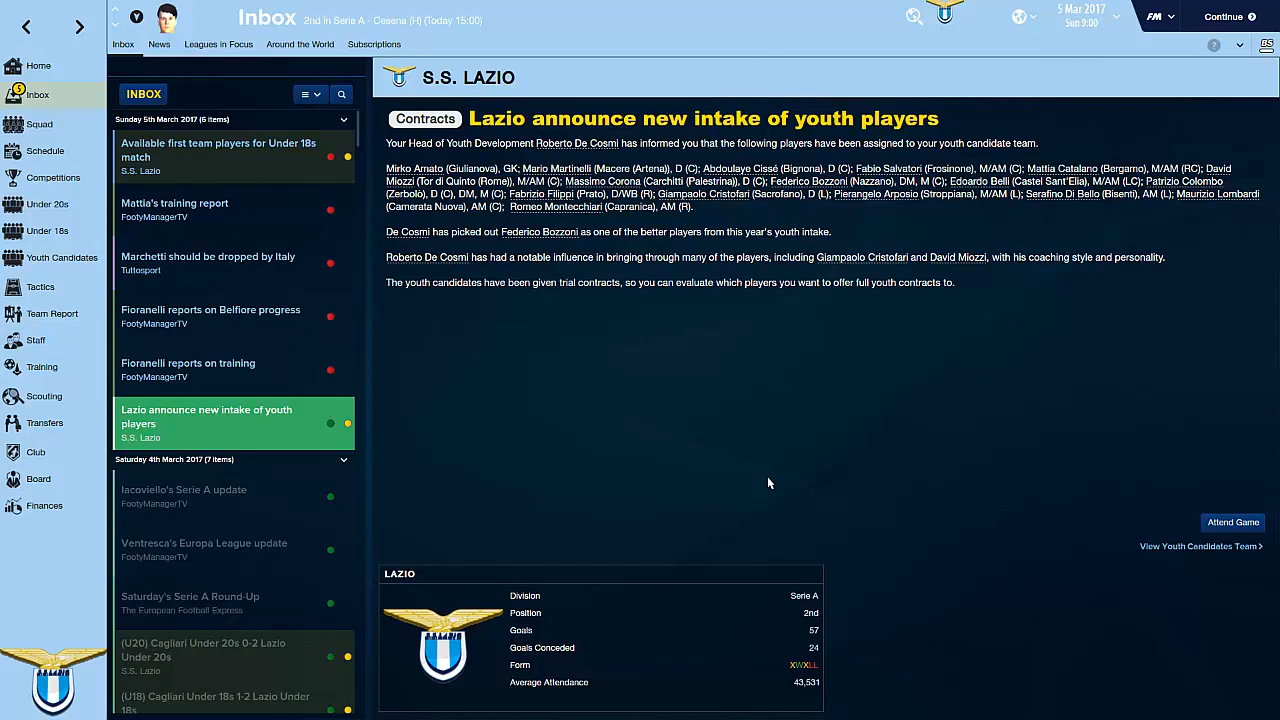 Inbox
2nd in Serie A - Cesena (H) (Today 15:00)
5 Mar 2017
Sun 9:00
FM
Continue
Inbox
News
Leagues in Focus
Around the World
Subscriptions
?
BS
Home
5
Inbox
Squad
Schedule
Competitions
Under 20s
Under 18s
Youth Candidates
Tactics
Team Report
Staff
Training
Scouting
Transfers
Club
Board
Finances
INBOX
Sunday 5th March 2017 (6 items)
Available first team players for Under 18s
match
S.S. Lazio
Mattia's training report
FootyManagerTV
Marchetti should be dropped by Italy
Tuttosport
Fioranelli reports on Belfiore progress
FootyManagerTV
Fioranelli reports on training
FootyManagerTV
Lazio announce new intake of youth
players
S.S. Lazio
Saturday 4th March 2017 (7 items)
Iacoviello's Serie A update
FootyManagerTV
Ventresca's Europa League update
FootyManagerTV
Saturday's Serie A Round-Up
The European Football Express
(U20) Cagliari Under 20s 0-2 Lazio
Under 20s
S.S. Lazio
(U18) Cagliari Under 18s 1-2 Lazio Under
18s
S.S. LAZIO
Contracts Lazio announce new intake of youth players
Your Head of Youth Development Roberto De Cosmi has informed you that the following players have been assigned to your youth candidate team.
Mirko Amato (Giulianova), GK; Mario Martinelli (Macere (Artena)), D (C); Abdoulaye Cissé (Bignona), D (C); Fabio Salvatori (Frosinone), M/AM (C); Mattia Catalano (Bergamo), M/AM (RC); David
Miozzi (Tor di Quinto (Rome)), M/AM (C); Massimo Corona (Carchitti (Palestrina)), D (C); Federico Bozzoni (Nazzano), DM, M (C); Edoardo Belli (Castel Sant'Elia), M/AM (LC); Patrizio Colombo
(Zerbolò), D (C), DM, M (C); Fabrizio Filippi (Prato), D/WB (R); Giampaolo Cristofari (Sacrofano), D (L); Pierangelo Arposio (Stroppiana), M/AM (L); Serafino Di Bello (Bisenti), AM (L); Maurizio Lombardi
(Camerata Nuova), AM (C); Romeo Montecchiari (Capranica), AM (R).
De Cosmi has picked out Federico Bozzoni as one of the better players from this year's youth intake.
Roberto De Cosmi has had a notable influence in bringing through many of the players, including Giampaolo Cristofari and David Miozzi, with his coaching style and personality.
The youth candidates have been given trial contracts, so you can evaluate which players you want to offer full youth contracts to.
Attend Game
View Youth Candidates Team >
LAZIO
Division Serie A
Position 2nd
Goals 57
Goals Conceded 24
Form XWXLL
Average Attendance 43,531